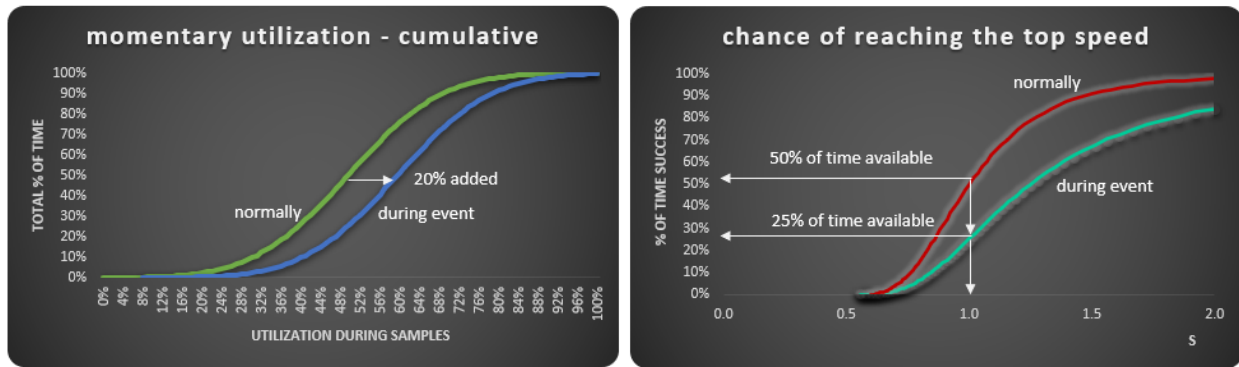 momentary utilization - cumulative
TOTAL % OF TIME
100%
90%
80%
70%
60%
50%
40%
30%
20%
10%
0%
20% added
normally
during event
0% 4% 8% 12% 16% 20% 24% 28% 32% 36% 40% 44% 48% 52% 56% 60% 64% 68% 72% 76% 80% 84% 88% 92% 96% 100%
UTILIZATION DURING SAMPLES
chance of reaching the top speed
% OF TIME SUCCESS
100%
90%
80%
70%
60%
50%
40%
30%
20%
10%
0%
normally
50% of time available
during event
25% of time available
0.0 0.5 1.0 1.5 2.0
S